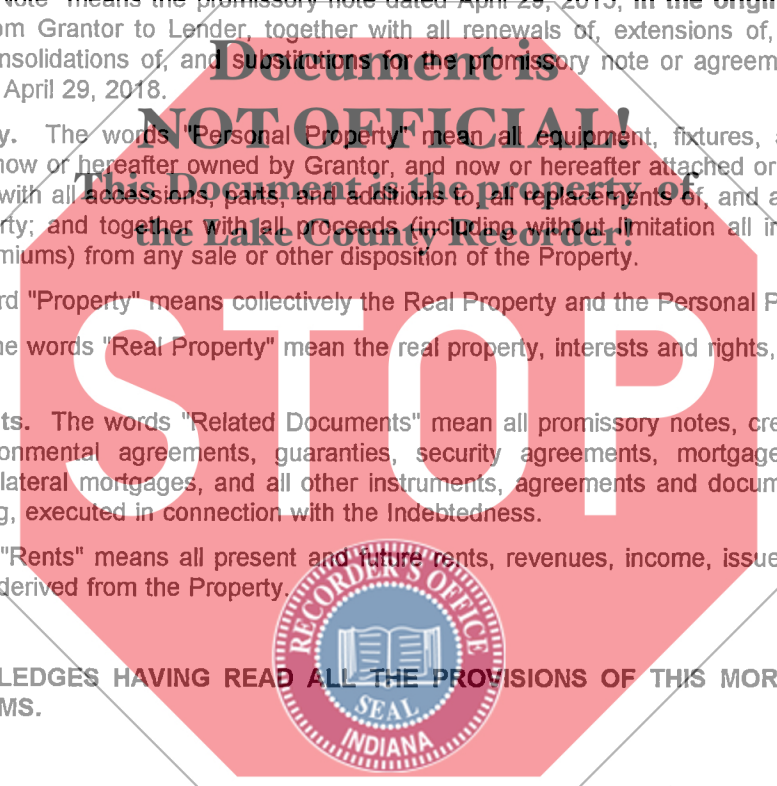 Note" means the promissory note dated April 29, 2015, in the origin
om Grantor to Lender, together with all renewals of, extensions of,
nsolidations of, and substitutions for the promissory note or agreem
April 29, 2018.
Document is
NOT OFFICIAL!
This Document is the property of
the Lake County Recorder!
y. The words "Personal Property" mean all equipment, fixtures, a
now or hereafter owned by Grantor, and now or hereafter attached or
with all accessions, parts, and additions to, all replacements of, and a
rty; and together with all proceeds (including without limitation all in
miums) from any sale or other disposition of the Property.
rd "Property" means collectively the Real Property and the Personal P
he words "Real Property" mean the real property, interests and rights,
STOP
ts. The words "Related Documents" mean all promissory notes, cre
onmental agreements, guaranties, security agreements, mortgage
lateral mortgages, and all other instruments, agreements and docum
g, executed in connection with the Indebtedness.
"Rents" means all present and future rents, revenues, income, issue
derived from the Property.
RECORDER'S OFFICE
SEAL
INDIANA
LEDGES HAVING READ ALL THE PROVISIONS OF THIS MOR
MS.